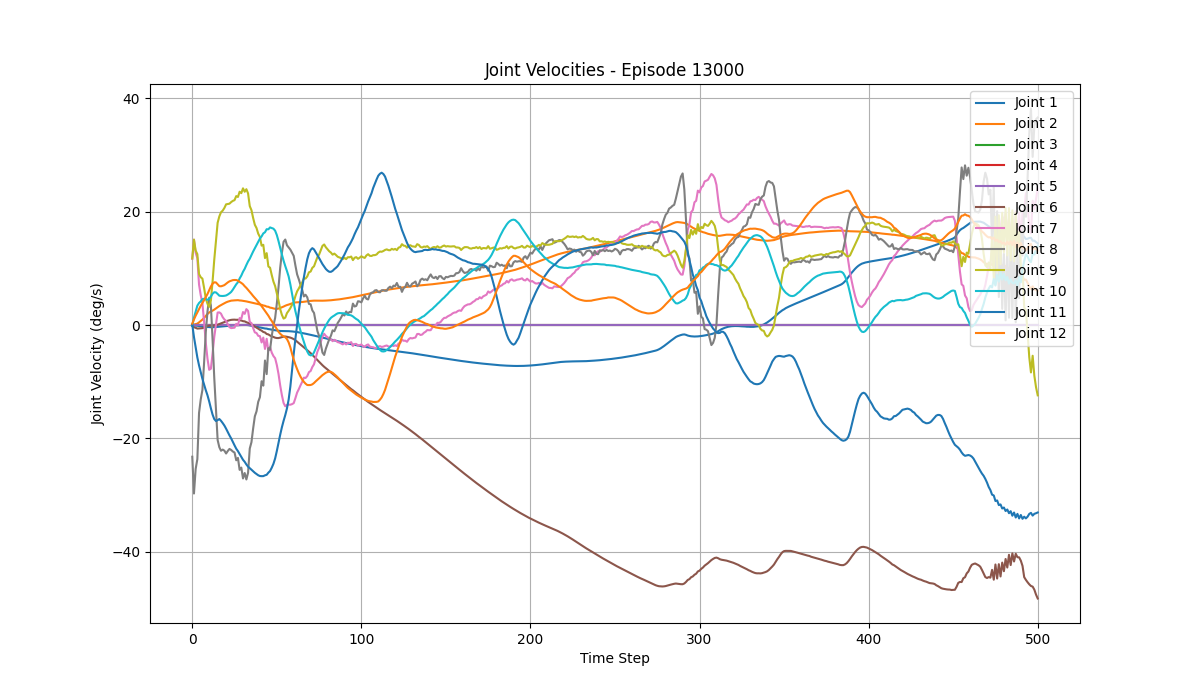 Joint Velocities - Episode 13000
Joint Velocity (deg/s)
40
20
0
−20
−40
0 100 200 300 400 500
Time Step
Joint 1
Joint 2
Joint 3
Joint 4
Joint 5
Joint 6
Joint 7
Joint 8
Joint 9
Joint 10
Joint 11
Joint 12